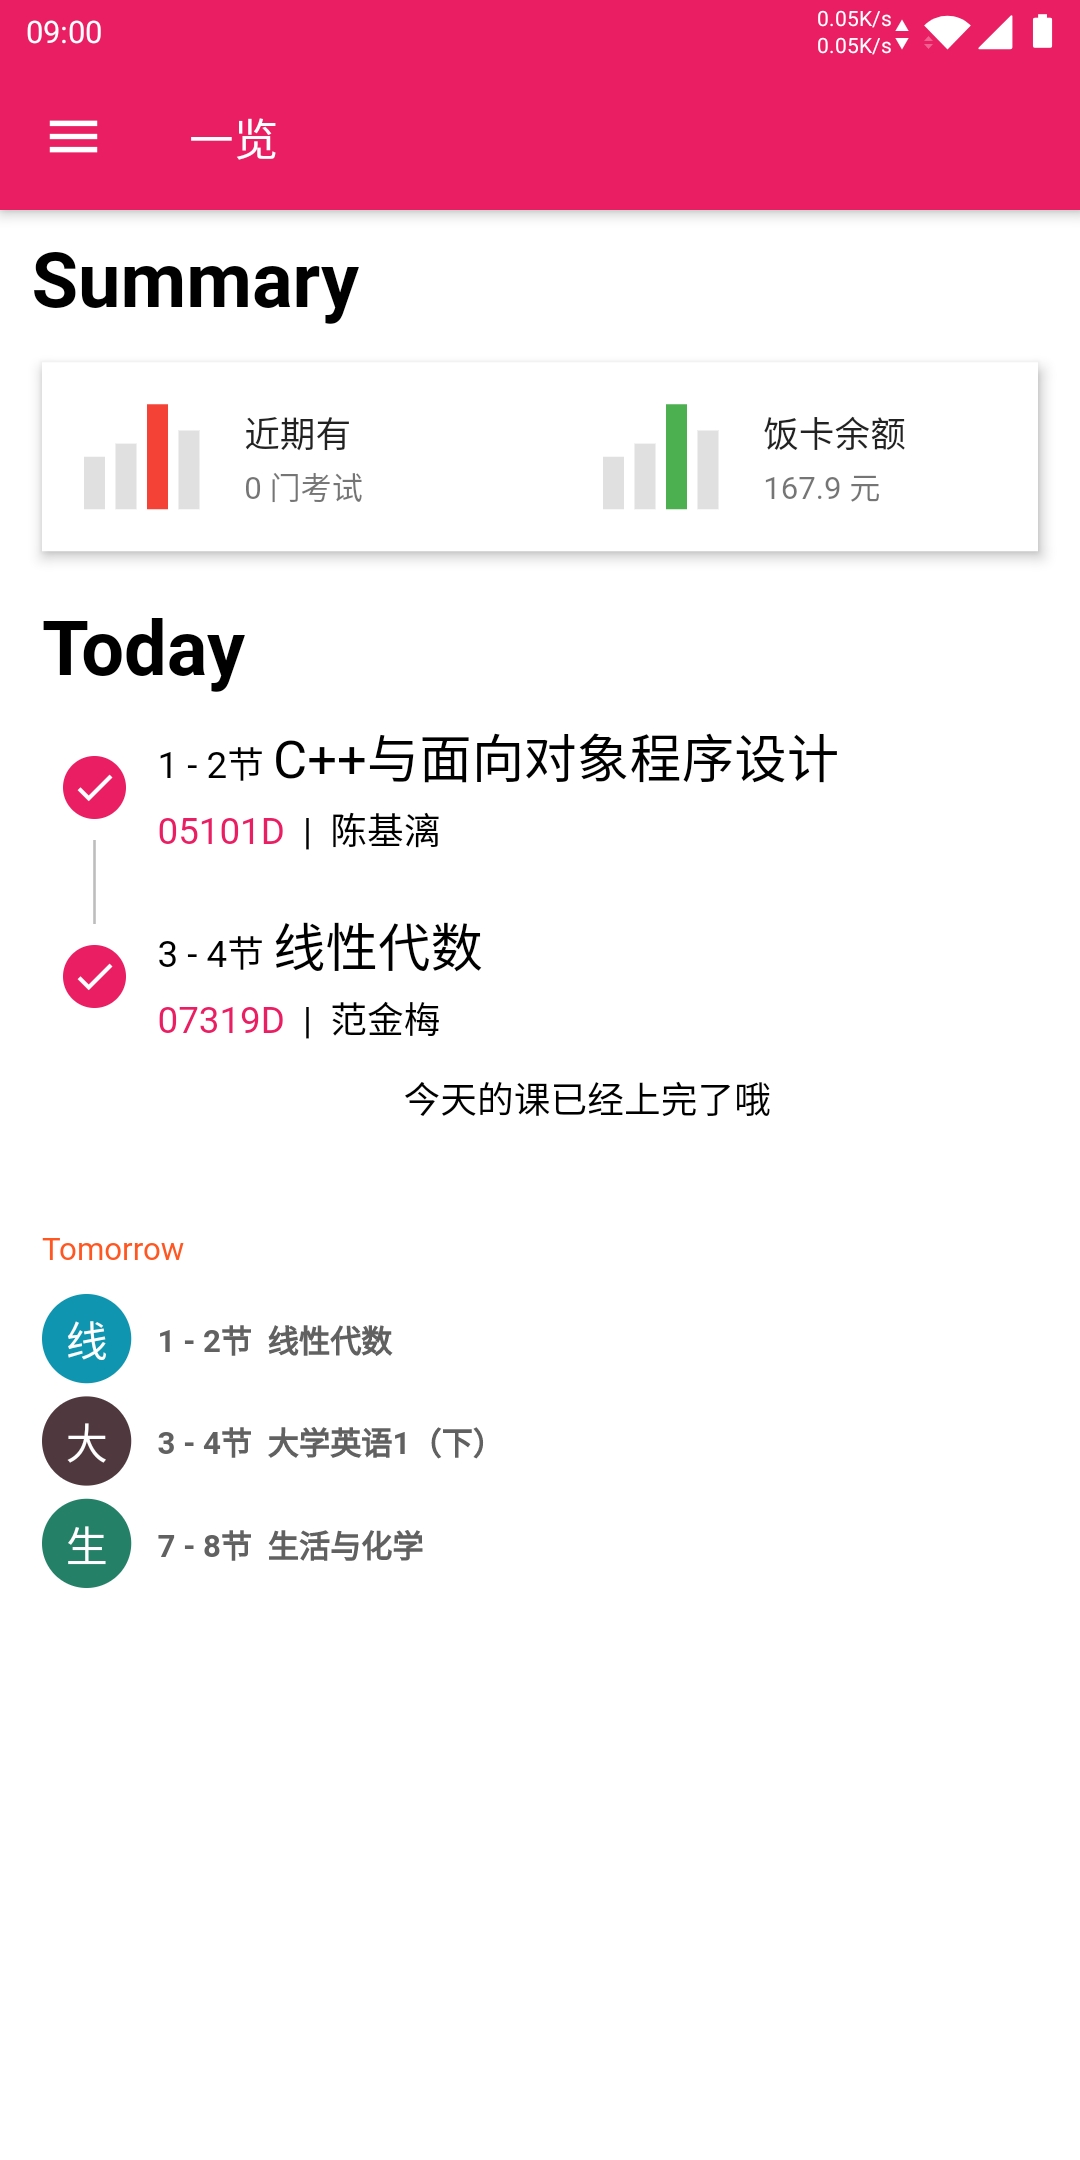 09:00
0.05K/s
0.05K/s
一览
Summary
近期有
0 门考试
饭卡余额
167.9 元
Today
1 - 2节 C++与面向对象程序设计
05101D | 陈基漓
3 - 4节 线性代数
07319D | 范金梅
今天的课已经上完了哦
Tomorrow
线 1 - 2节 线性代数
大 3 - 4节 大学英语1（下）
生 7 - 8节 生活与化学